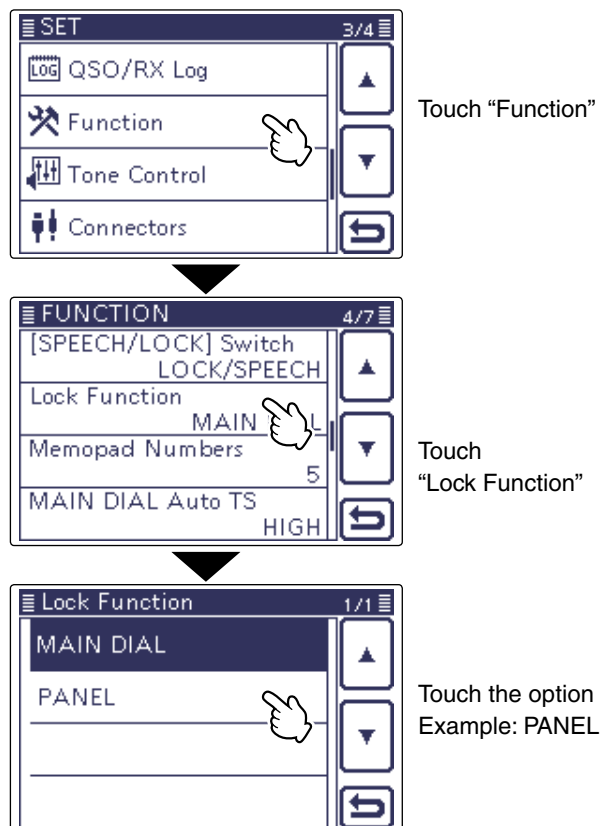 SET 3/4
LOG QSO/RX Log
Function
Tone Control
Connectors
Touch “Function”
FUNCTION 4/7
[SPEECH/LOCK] Switch
LOCK/SPEECH
Lock Function
MAIN
Memopad Numbers
5
MAIN DIAL Auto TS
HIGH
Touch
“Lock Function”
Lock Function 1/1
MAIN DIAL
PANEL
Touch the option
Example: PANEL